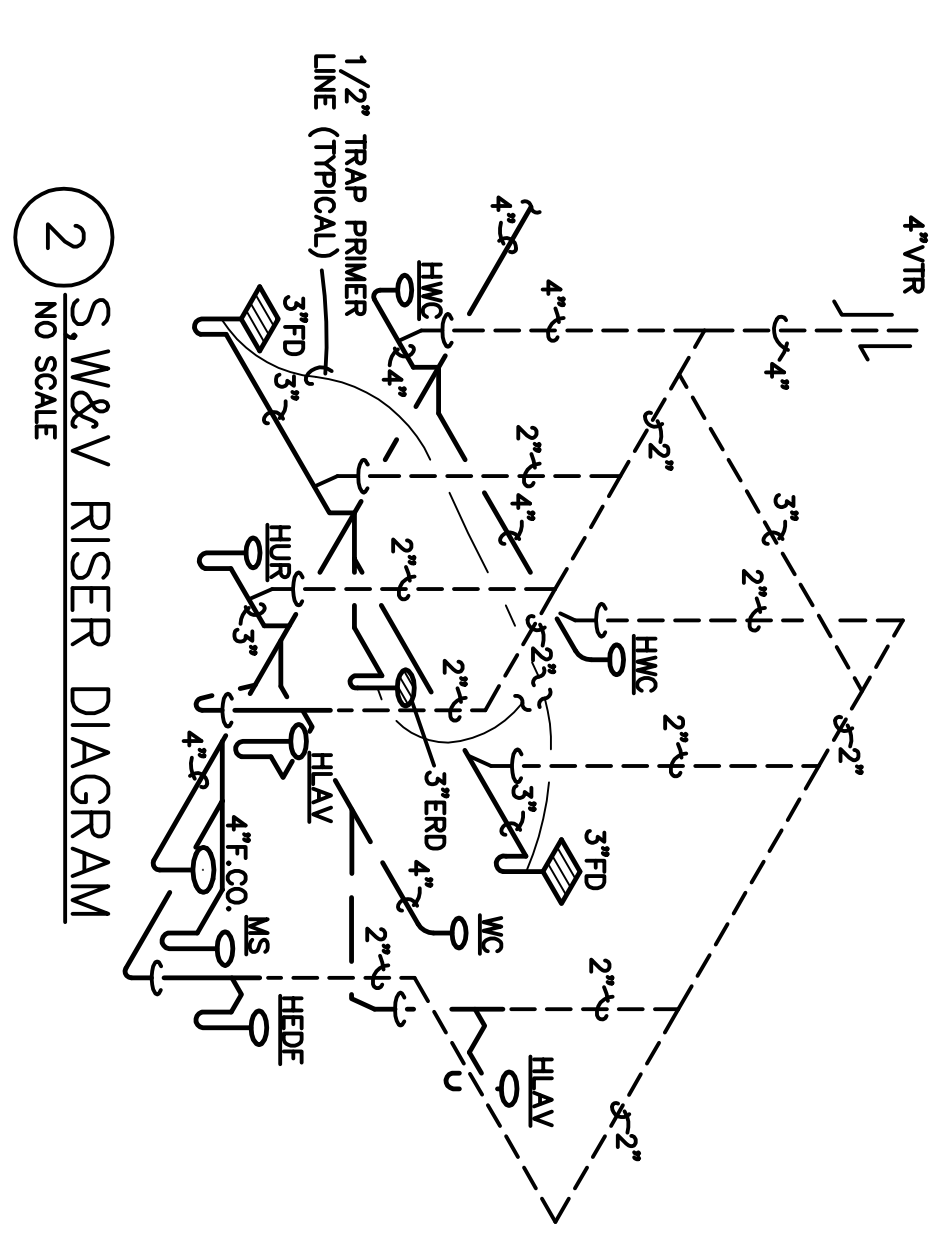 4" VTR
4"
4"
4"
2"
3"
2"
HWC
4"
1/2" TRAP PRIMER
LINE (TYPICAL)
3"FD
3"
2"
4"
2"
HUR
3"
2"
HWC
2"
2"
2"
HLAV
3"ERD
3"
3"FD
4"
4"F.CO.
MS
4"
WC
2"
HEDF
2"
HLAV
2"
2
S,W&V RISER DIAGRAM
NO SCALE